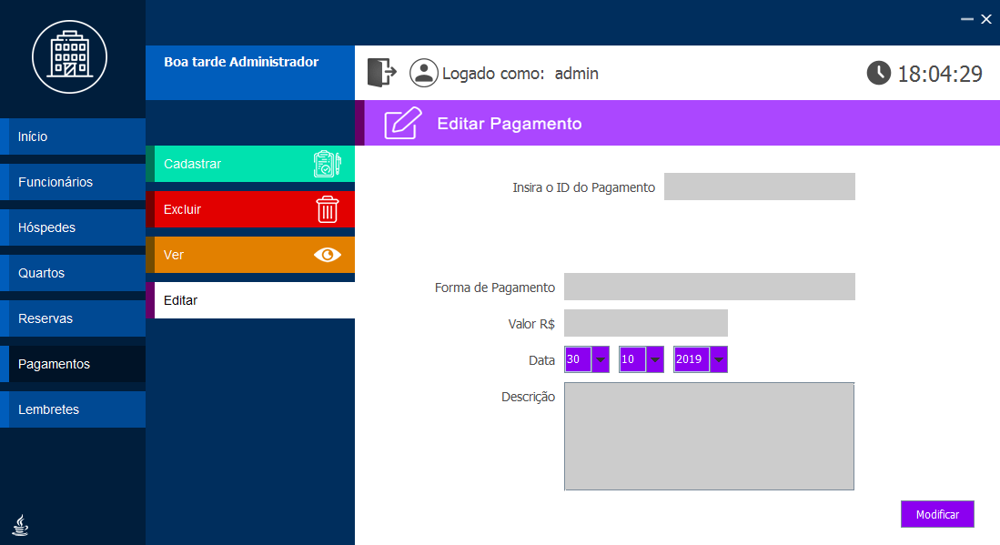 Boa tarde Administrador
Logado como: admin
18:04:29
Editar Pagamento
Início
Funcionários
Hóspedes
Quartos
Reservas
Pagamentos
Lembretes
Cadastrar
Excluir
Ver
Editar
Insira o ID do Pagamento
Forma de Pagamento
Valor R$
Data 30 10 2019
Descrição
Modificar